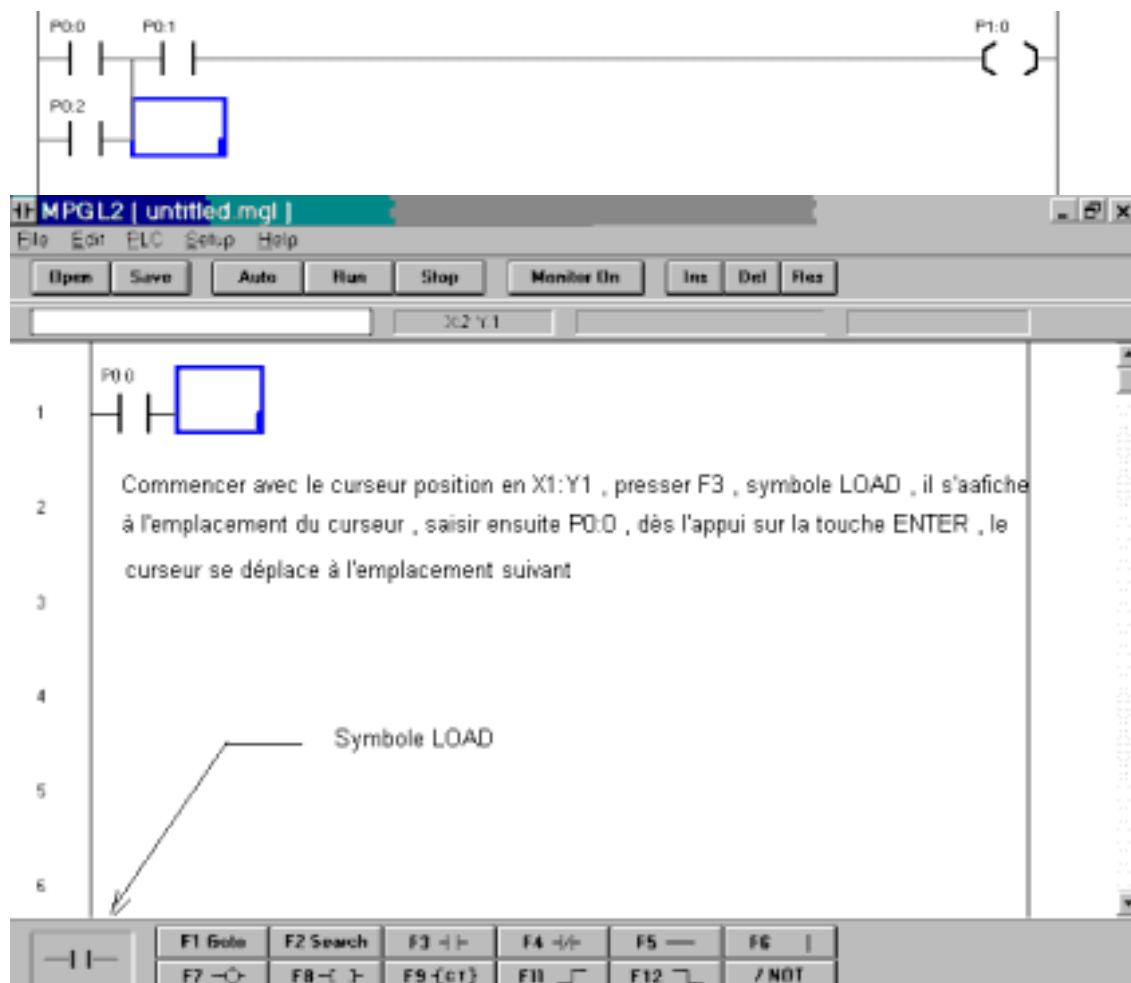 P0:0 P0:1 P1:0
P0:2
MPGL2 [ untitled.mgl ]
File Edit ELC Setup Help
Open Save Auto Run Stop Monitor On Ins Del Res
X:2 Y:1
P0:0
1
Commencer avec le curseur position en X1:Y1 , presser F3 , symbole LOAD , il s'aafiche
2
à l'emplacement du curseur , saisir ensuite P0:0 , dès l'appui sur la touche ENTER , le
curseur se déplace à l'emplacement suivant
3
4
Symbole LOAD
5
6
F1 Goto F2 Search F3 F4 F5 F6
F7 F8 F9 F11 F12 / NOT